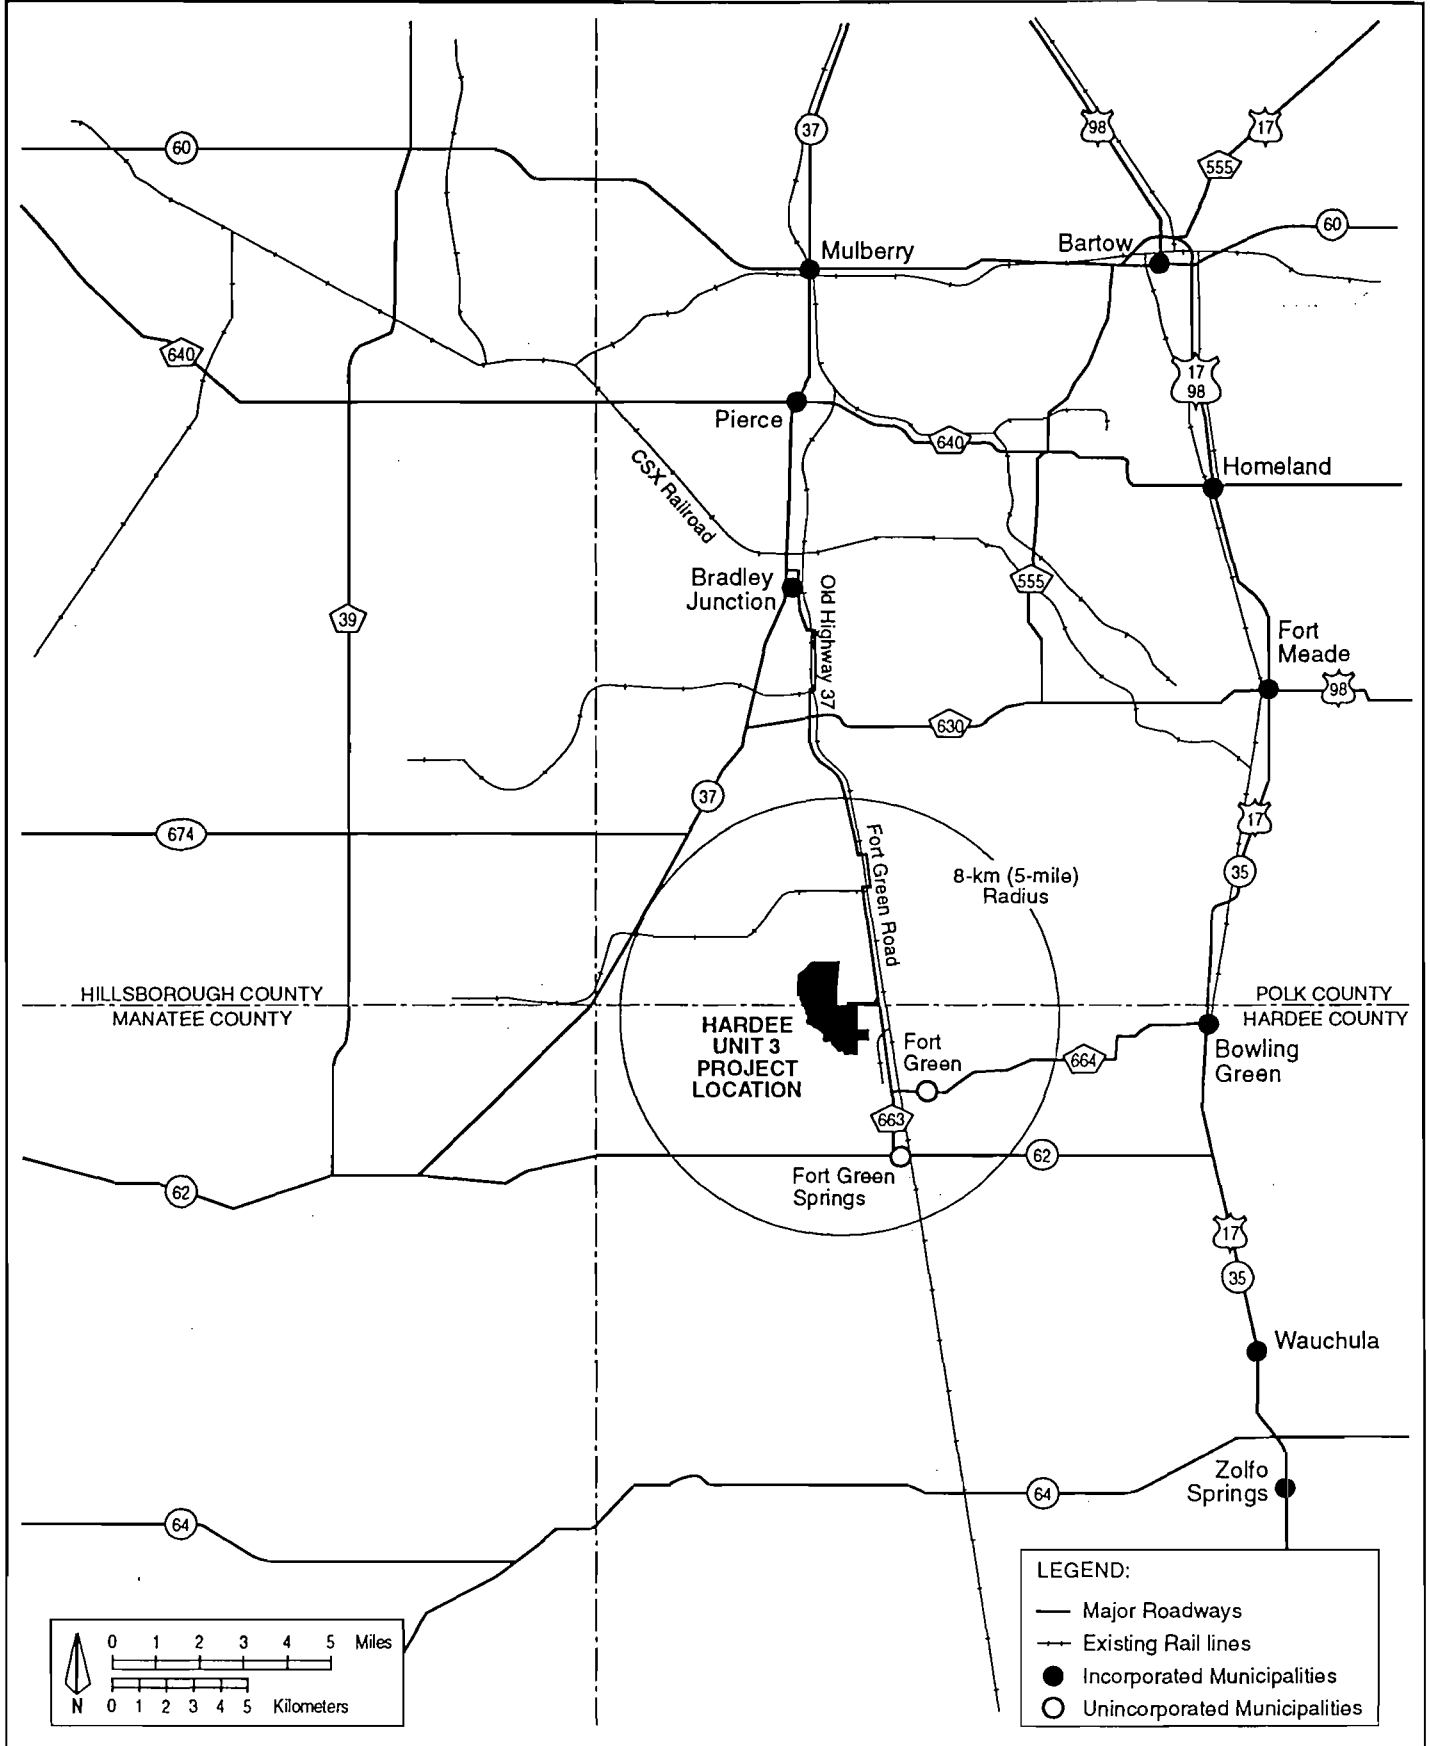 37
98
17
60
555
60
Bartow
Mulberry
640
17
98
Pierce
640
CSX Railroad
Homeland
Bradley
Junction
Old Highway 37
555
39
Fort
Meade
98
630
37
674
17
Fort Green Road
8-km (5-mile)
Radius
35
HILLSBOROUGH COUNTY
MANATEE COUNTY
POLK COUNTY
HARDEE COUNTY
HARDEE
UNIT 3
PROJECT
LOCATION
Fort
Green
664
Bowling
Green
663
62
62
Fort Green
Springs
17
35
Wauchula
Zolfo
Springs
64
64
LEGEND:
Major Roadways
Existing Rail lines
Incorporated Municipalities
Unincorporated Municipalities
0 1 2 3 4 5 Miles
N 0 1 2 3 4 5 Kilometers